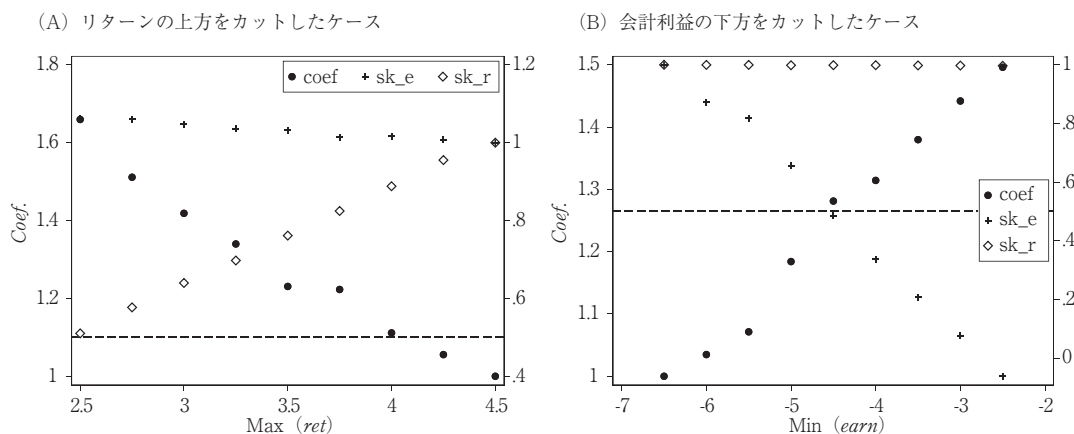 (A) リターンの上方をカットしたケース
1.8
1.6
1.4
1.2
1
Coef.
coef sk_e sk_r
1.2
1
.8
.6
.4
2.5 3 3.5 4 4.5
Max (ret)
(B) 会計利益の下方をカットしたケース
1.5
1.4
1.3
1.2
1.1
1
Coef.
coef
sk_e
sk_r
1
.8
.6
.4
.2
0
-7 -6 -5 -4 -3 -2
Min (earn)